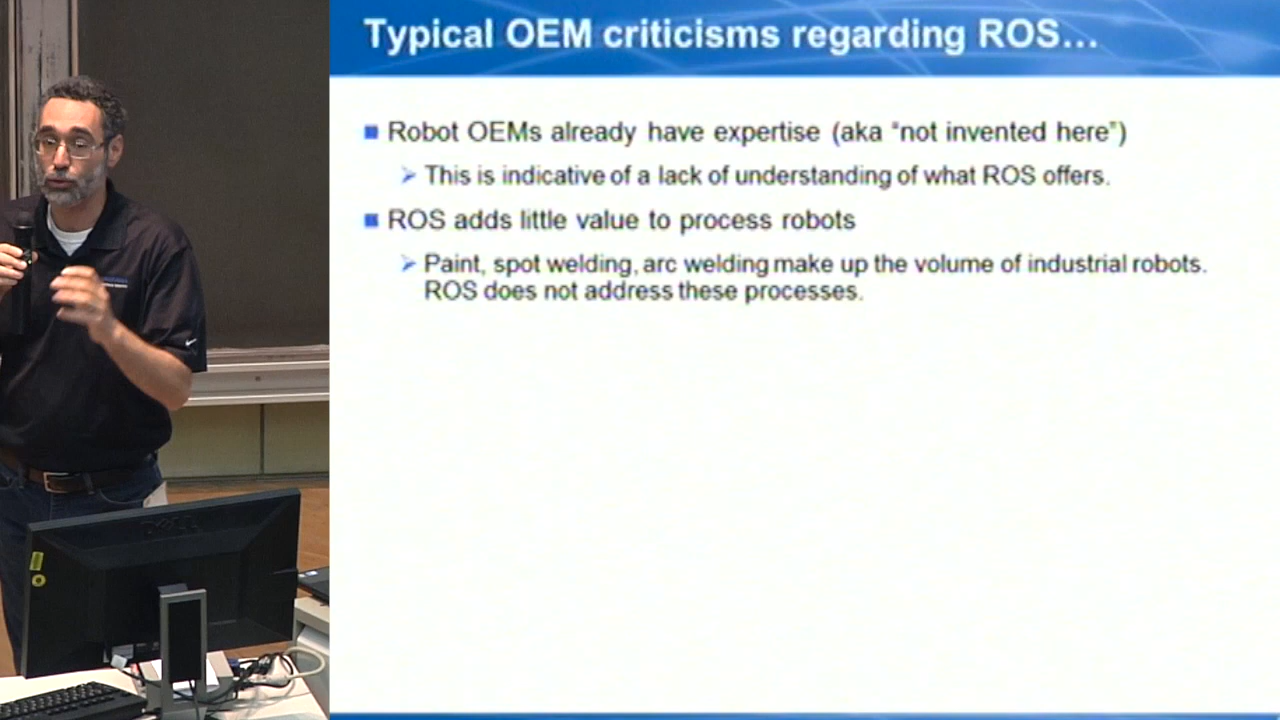 Typical OEM criticisms regarding ROS...
Robot OEMs already have expertise (aka "not invented here")
This is indicative of a lack of understanding of what ROS offers.
ROS adds little value to process robots
Paint, spot welding, arc welding make up the volume of industrial robots.
ROS does not address these processes.
DELL